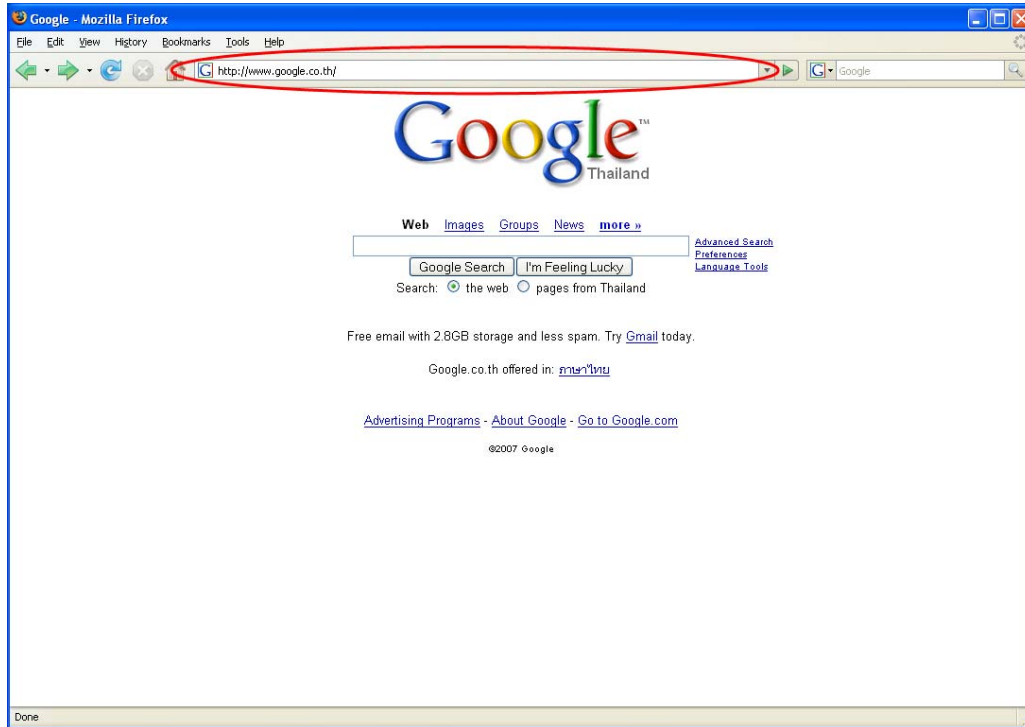 Google - Mozilla Firefox
File Edit View History Bookmarks Tools Help
G http://www.google.co.th/ G Google
Google™
Thailand
Web Images Groups News more »
Advanced Search
Preferences
Language Tools
Google Search I'm Feeling Lucky
Search: the web pages from Thailand
Free email with 2.8GB storage and less spam. Try Gmail today.
Google.co.th offered in: ภาษาไทย
Advertising Programs - About Google - Go to Google.com
©2007 Google
Done